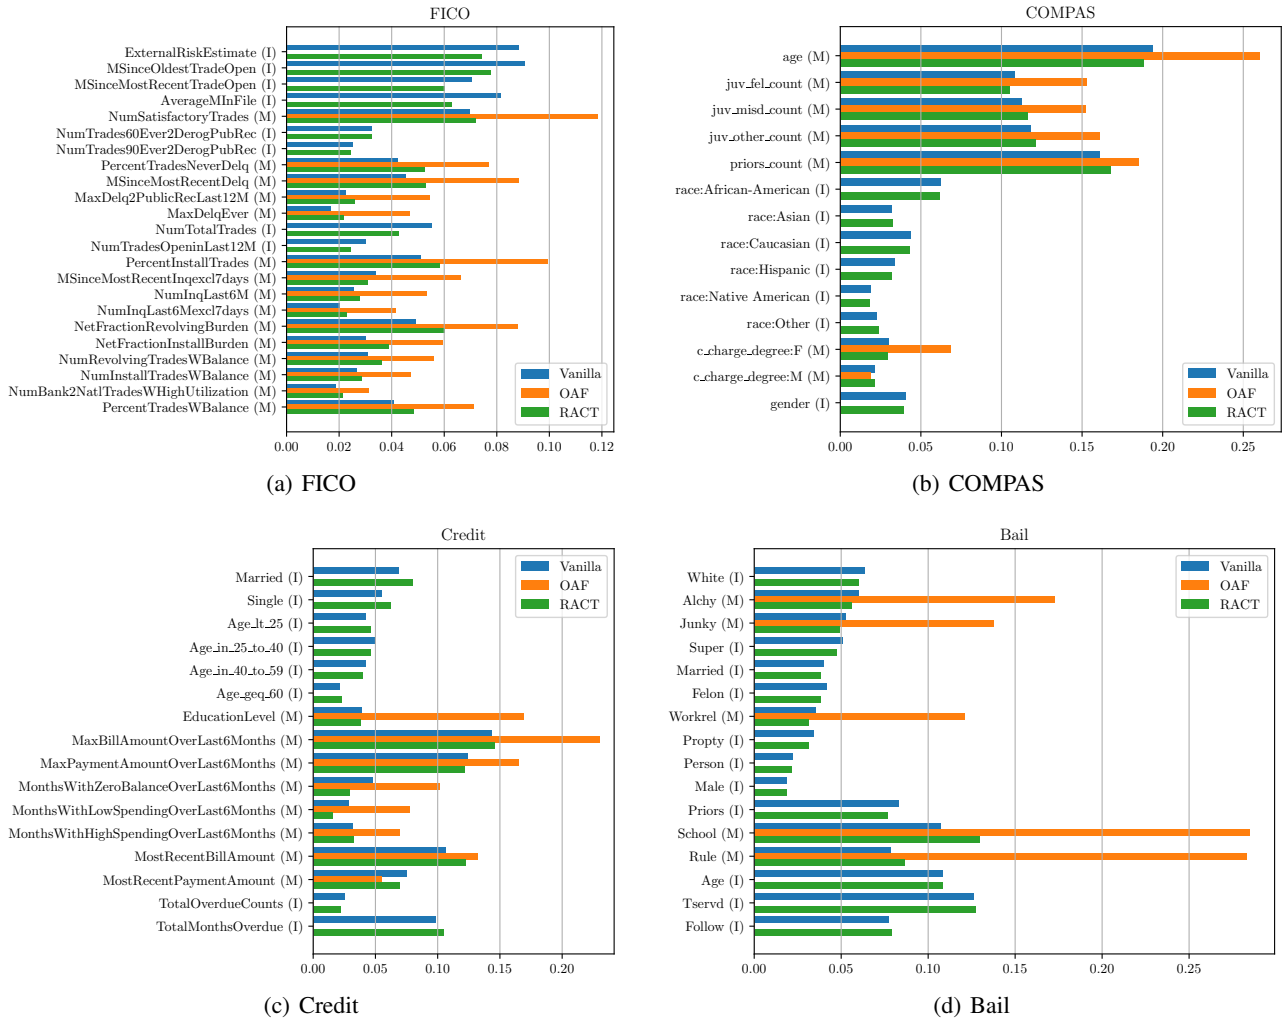 FICO
ExternalRiskEstimate (I)
MSinceOldestTradeOpen (I)
MSinceMostRecentTradeOpen (I)
AverageMInFile (I)
NumSatisfactoryTrades (M)
NumTrades60Ever2DerogPubRec (I)
NumTrades90Ever2DerogPubRec (I)
PercentTradesNeverDelq (M)
MSinceMostRecentDelq (M)
MaxDelq2PublicRecLast12M (M)
MaxDelqEver (M)
NumTotalTrades (I)
NumTradesOpeninLast12M (I)
PercentInstallTrades (M)
MSinceMostRecentInqexcl7days (M)
NumInqLast6M (M)
NumInqLast6Mexcl7days (M)
NetFractionRevolvingBurden (M)
NetFractionInstallBurden (M)
NumRevolvingTradesWBalance (M)
NumInstallTradesWBalance (M)
NumBank2NatlTradesWHighUtilization (M)
PercentTradesWBalance (M)
Vanilla
OAF
RACT
0.00 0.02 0.04 0.06 0.08 0.10 0.12
(a) FICO
COMPAS
age (M)
juv_fel_count (M)
juv_misd_count (M)
juv_other_count (M)
priors_count (M)
race:African-American (I)
race:Asian (I)
race:Caucasian (I)
race:Hispanic (I)
race:Native American (I)
race:Other (I)
c_charge_degree:F (M)
c_charge_degree:M (M)
gender (I)
Vanilla
OAF
RACT
0.00 0.05 0.10 0.15 0.20 0.25
(b) COMPAS
Credit
Married (I)
Single (I)
Age_lt_25 (I)
Age_in_25_to_40 (I)
Age_in_40_to_59 (I)
Age_geq_60 (I)
EducationLevel (M)
MaxBillAmountOverLast6Months (M)
MaxPaymentAmountOverLast6Months (M)
MonthsWithZeroBalanceOverLast6Months (M)
MonthsWithLowSpendingOverLast6Months (M)
MonthsWithHighSpendingOverLast6Months (M)
MostRecentBillAmount (M)
MostRecentPaymentAmount (M)
TotalOverdueCounts (I)
TotalMonthsOverdue (I)
Vanilla
OAF
RACT
0.00 0.05 0.10 0.15 0.20
(c) Credit
Bail
White (I)
Alchy (M)
Junky (M)
Super (I)
Married (I)
Felon (I)
Workrel (M)
Propty (I)
Person (I)
Male (I)
Priors (I)
School (M)
Rule (M)
Age (I)
Tservd (I)
Follow (I)
Vanilla
OAF
RACT
0.00 0.05 0.10 0.15 0.20 0.25
(d) Bail